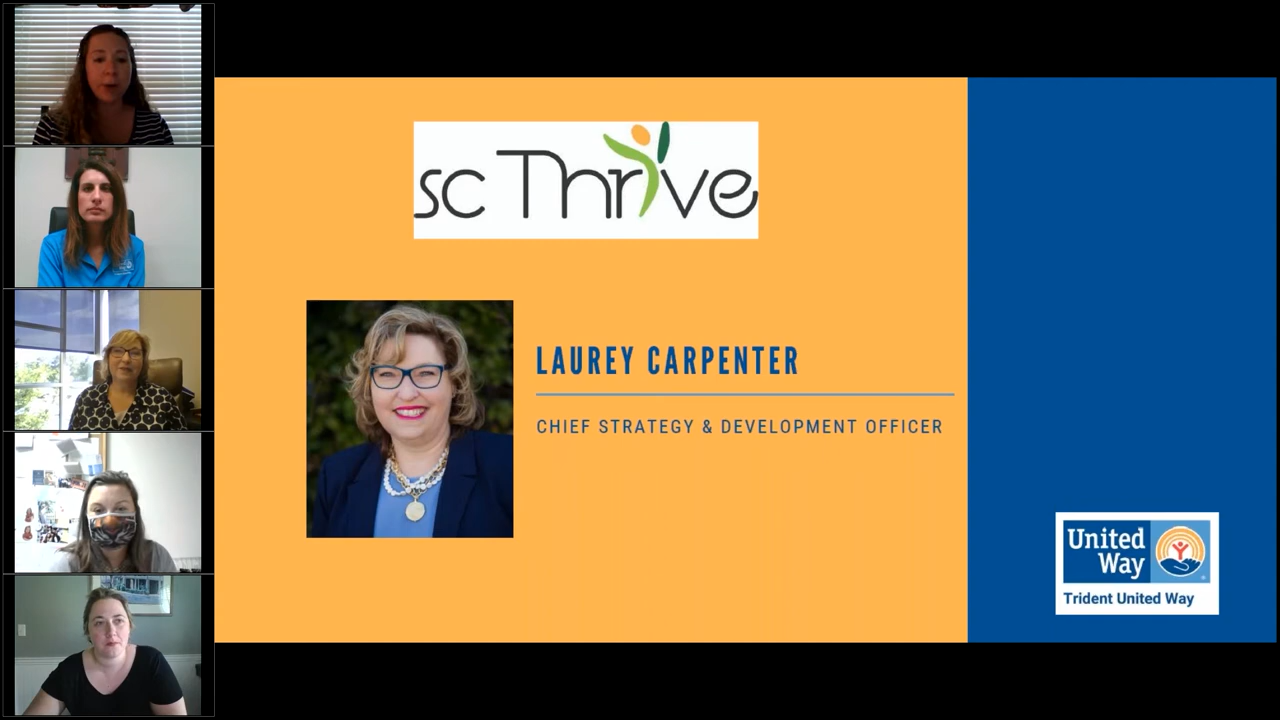 sc Thrive
LAUREY CARPENTER
CHIEF STRATEGY & DEVELOPMENT OFFICER
United
Way
Trident United Way